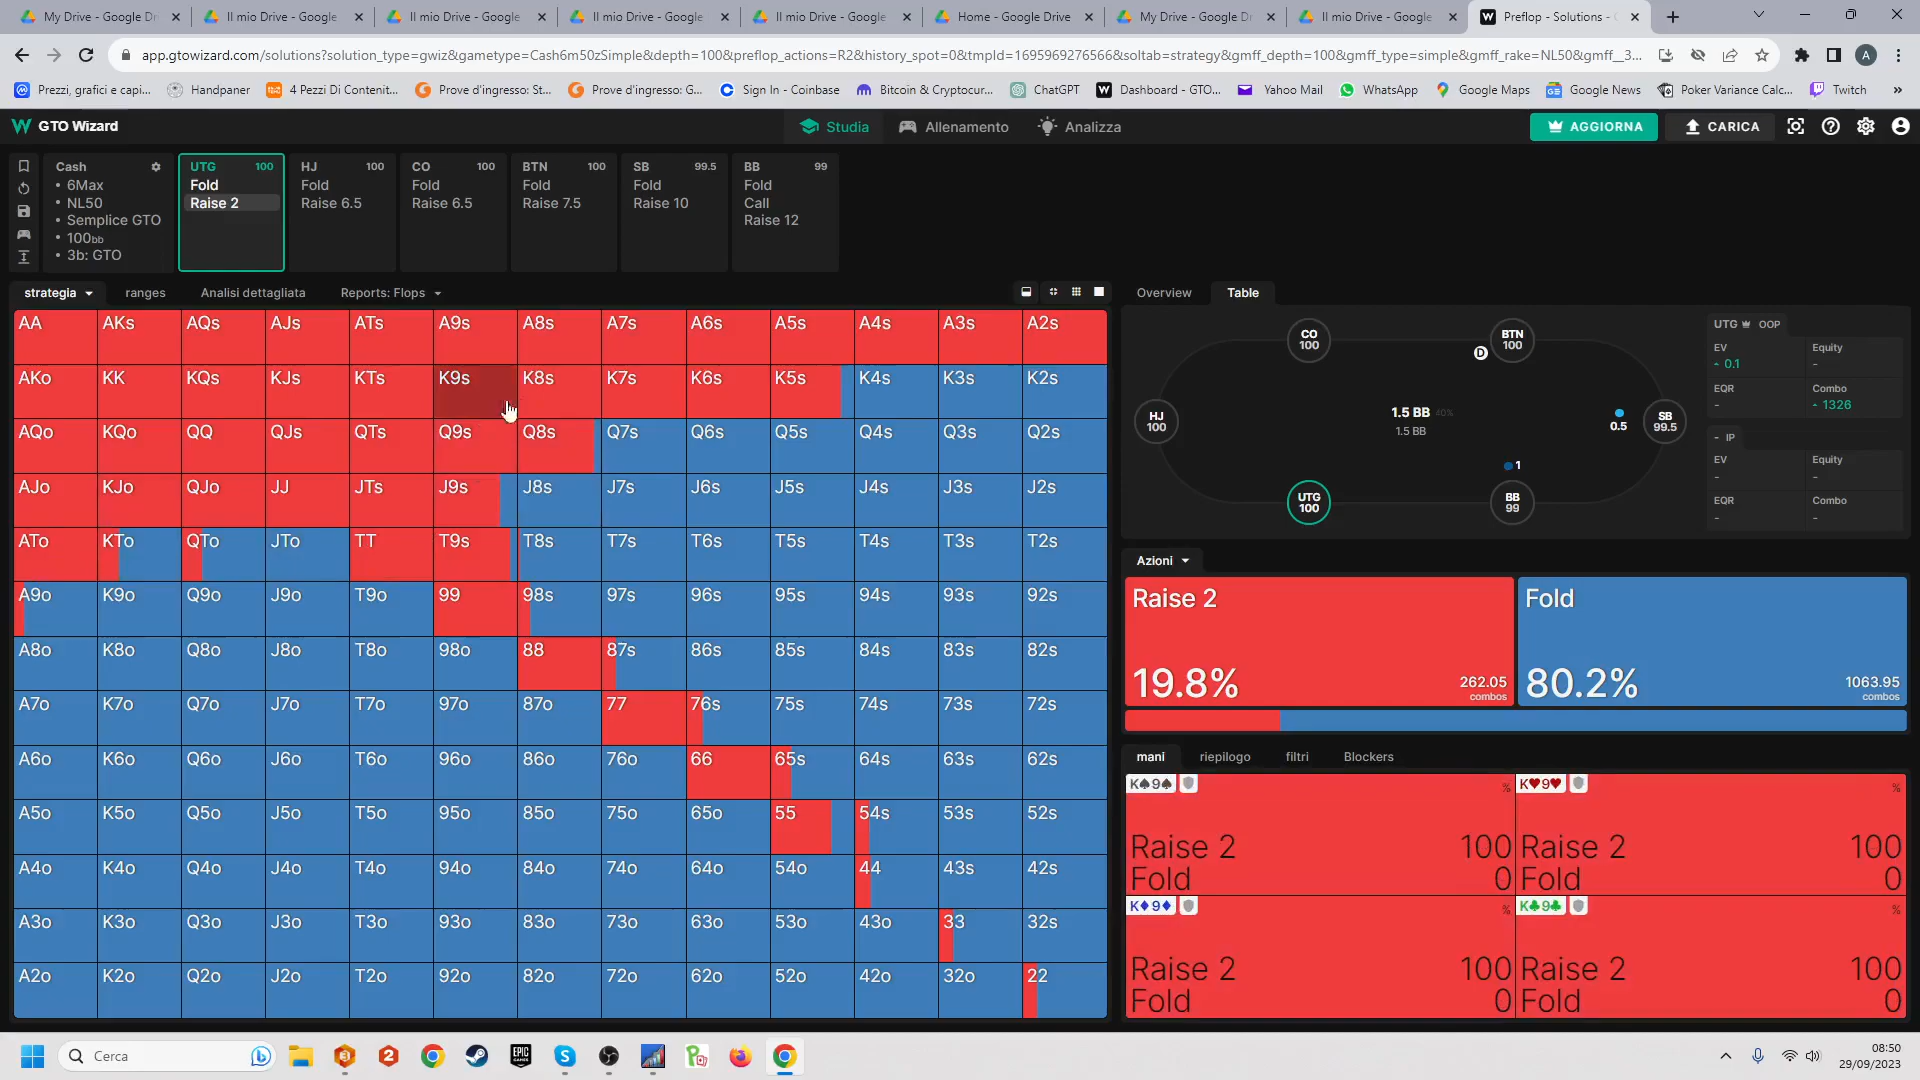 My Drive - Google Dr
Il mio Drive - Google
Il mio Drive - Google
Il mio Drive - Google
Il mio Drive - Google
Home - Google Drive
My Drive - Google Dr
Il mio Drive - Google
Preflop - Solutions -
app.gtowizard.com/solutions?solution_type=gwiz&gametype=Cash6m50zSimple&depth=100&preflop_actions=R2&history_spot=0&tmpId=1695969276566&soltab=strategy&gmff_depth=100&gmff_type=simple&gmff_rake=NL50&gmff__3...
A
Prezzi, grafici e capi...
Handpaner
4 Pezzi Di Contenit...
Prove d'ingresso: St...
Prove d'ingresso: G...
Sign In - Coinbase
Bitcoin & Cryptocur...
ChatGPT
Dashboard - GTO...
Yahoo Mail
WhatsApp
Google Maps
Google News
Poker Variance Calc...
Twitch
»
GTO Wizard
Studia
Allenamento
Analizza
AGGIORNA
CARICA
Cash
• 6Max
• NL50
• Semplice GTO
• 100bb
• 3b: GTO
UTG 100
Fold
Raise 2
HJ 100
Fold
Raise 6.5
CO 100
Fold
Raise 6.5
BTN 100
Fold
Raise 7.5
SB 99.5
Fold
Raise 10
BB 99
Fold
Call
Raise 12
strategia
ranges
Analisi dettagliata
Reports: Flops
AA AKs AQs AJs ATs A9s A8s A7s A6s A5s A4s A3s A2s
AKo KK KQs KJs KTs K9s K8s K7s K6s K5s K4s K3s K2s
AQo KQo QQ QJs QTs Q9s Q8s Q7s Q6s Q5s Q4s Q3s Q2s
AJo KJo QJo JJ JTs J9s J8s J7s J6s J5s J4s J3s J2s
ATo KTo QTo JTo TT T9s T8s T7s T6s T5s T4s T3s T2s
A9o K9o Q9o J9o T9o 99 98s 97s 96s 95s 94s 93s 92s
A8o K8o Q8o J8o T8o 98o 88 87s 86s 85s 84s 83s 82s
A7o K7o Q7o J7o T7o 97o 87o 77 76s 75s 74s 73s 72s
A6o K6o Q6o J6o T6o 96o 86o 76o 66 65s 64s 63s 62s
A5o K5o Q5o J5o T5o 95o 85o 75o 65o 55 54s 53s 52s
A4o K4o Q4o J4o T4o 94o 84o 74o 64o 54o 44 43s 42s
A3o K3o Q3o J3o T3o 93o 83o 73o 63o 53o 43o 33 32s
A2o K2o Q2o J2o T2o 92o 82o 72o 62o 52o 42o 32o 22
Overview
Table
CO
100
BTN
100
D
HJ
100
1.5 BB
1.5 BB
0.5
SB
99.5
1
UTG
100
BB
99
UTG OOP
EV
0.1
Equity
-
EQR
-
Combo
1326
- IP
EV
-
Equity
-
EQR
-
Combo
-
Azioni
Raise 2
19.8%
262.05
combos
Fold
80.2%
1063.95
combos
mani
riepilogo
filtri
Blockers
K♠9♠
%
Raise 2 100
Fold 0
K♥9♥
%
Raise 2 100
Fold 0
K♦9♦
%
Raise 2 100
Fold 0
K♣9♣
%
Raise 2 100
Fold 0
Cerca
08:50
29/09/2023